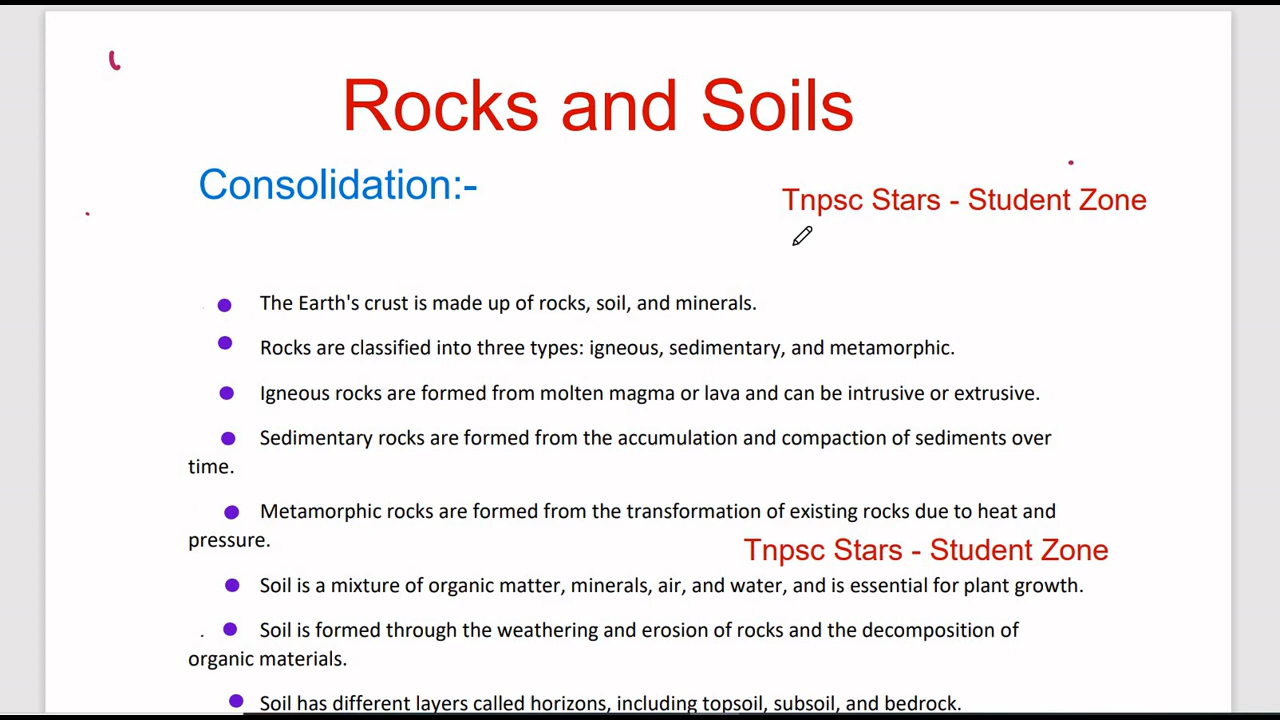 Rocks and Soils
Consolidation:-
Tnpsc Stars - Student Zone
The Earth's crust is made up of rocks, soil, and minerals.
Rocks are classified into three types: igneous, sedimentary, and metamorphic.
Igneous rocks are formed from molten magma or lava and can be intrusive or extrusive.
Sedimentary rocks are formed from the accumulation and compaction of sediments over
time.
Metamorphic rocks are formed from the transformation of existing rocks due to heat and
pressure.
Tnpsc Stars - Student Zone
Soil is a mixture of organic matter, minerals, air, and water, and is essential for plant growth.
Soil is formed through the weathering and erosion of rocks and the decomposition of
organic materials.
Soil has different layers called horizons, including topsoil, subsoil, and bedrock.